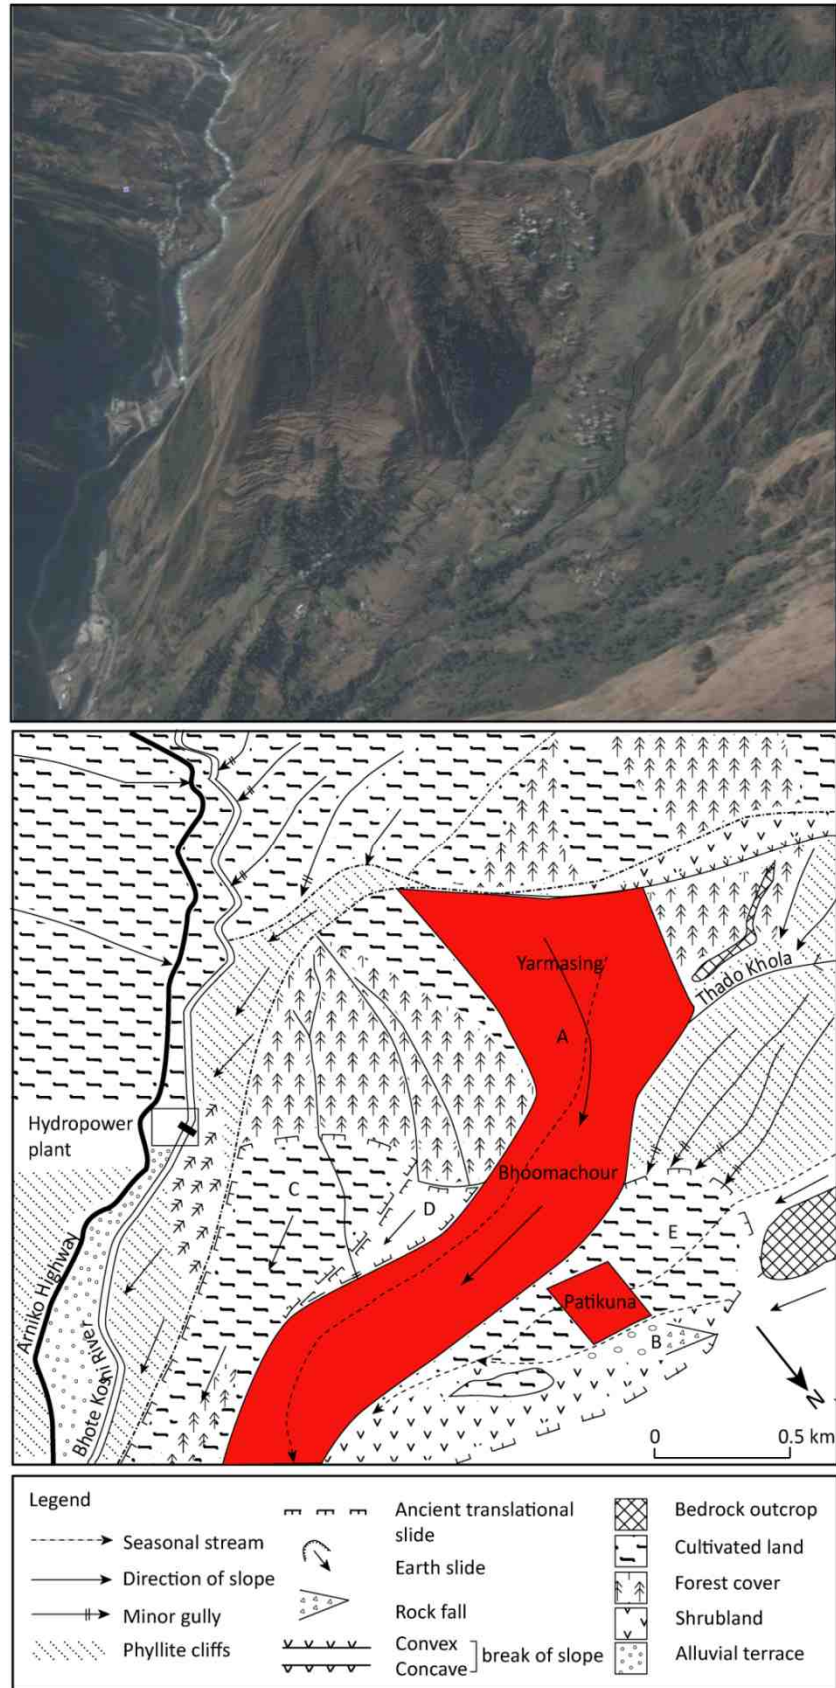 Yarmasing
Thado Khola
A
Hydropower
plant
Bhoomachour
C
D
E
Arniko Highway
Patikuna
B
Bhote Koshi River
N
0 0.5 km
Legend
Seasonal stream
Direction of slope
Minor gully
Phyllite cliffs
Ancient translational
slide
Earth slide
Rock fall
Convex
Concave
break of slope
Bedrock outcrop
Cultivated land
Forest cover
Shrubland
Alluvial terrace